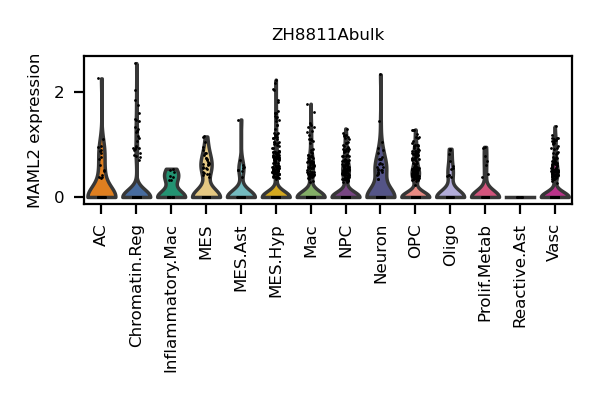 ZH8811Abulk
MAML2 expression
2
0
AC
Chromatin.Reg
Inflammatory.Mac
MES
MES.Ast
MES.Hyp
Mac
NPC
Neuron
OPC
Oligo
Prolif.Metab
Reactive.Ast
Vasc